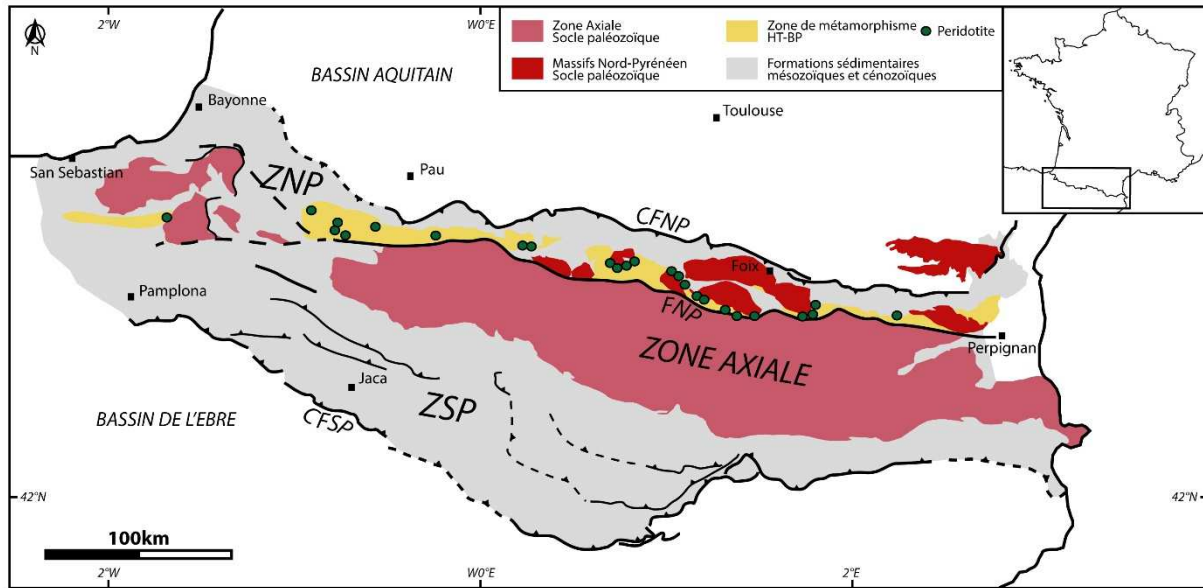 2°W
W0°E
N
Zone Axiale
Socle paléozoïque
Massifs Nord-Pyrénéen
Socle paléozoïque
Zone de métamorphisme
HT-BP
Formations sédimentaires
mésozoïques et cénozoïques
Peridotite
BASSIN AQUITAIN
Bayonne
Toulouse
San Sebastian
Pau
ZNP
CFNP
Foix
Pamplona
FNP
Perpignan
ZONE AXIALE
Jaca
ZSP
BASSIN DE L'EBRE
CFSP
42°N
42°N
100km
2°W
W0°E
2°E